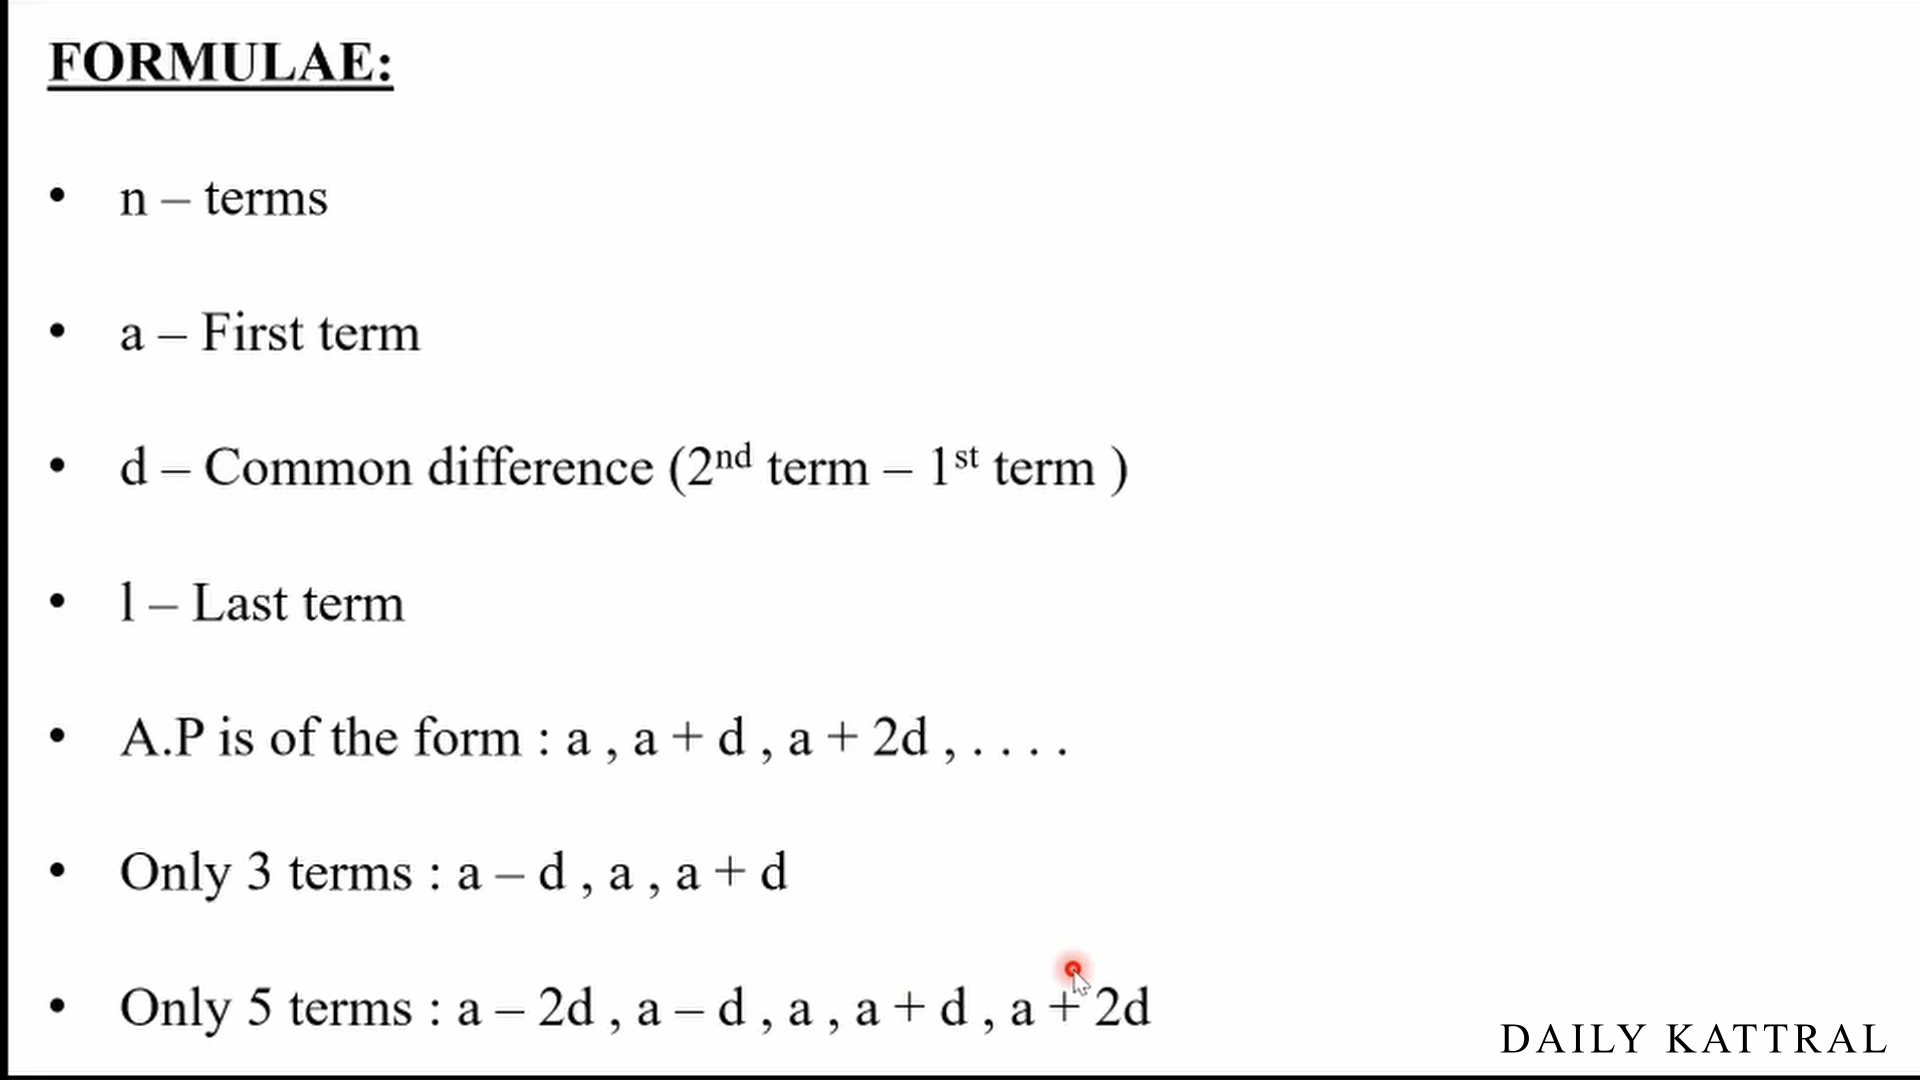 FORMULAE:
• n – terms
• a – First term
• d – Common difference (2nd term – 1st term )
• l – Last term
• A.P is of the form : a , a + d , a + 2d , . . . .
• Only 3 terms : a – d , a , a + d
• Only 5 terms : a – 2d , a – d , a , a + d , a + 2d
DAILY KATTRAL